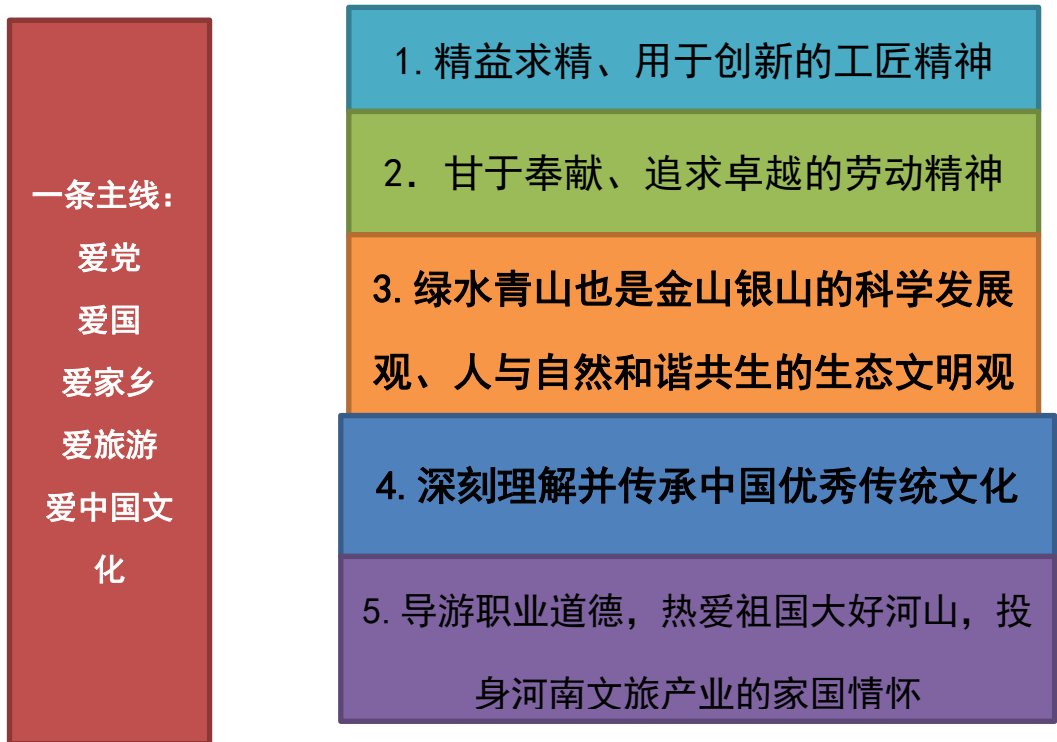 一条主线：
爱党
爱国
爱家乡
爱旅游
爱中国文
化
1.精益求精、用于创新的工匠精神
2. 甘于奉献、追求卓越的劳动精神
3.绿水青山也是金山银山的科学发展
观、人与自然和谐共生的生态文明观
4.深刻理解并传承中国优秀传统文化
5.导游职业道德，热爱祖国大好河山，投
身河南文旅产业的家国情怀